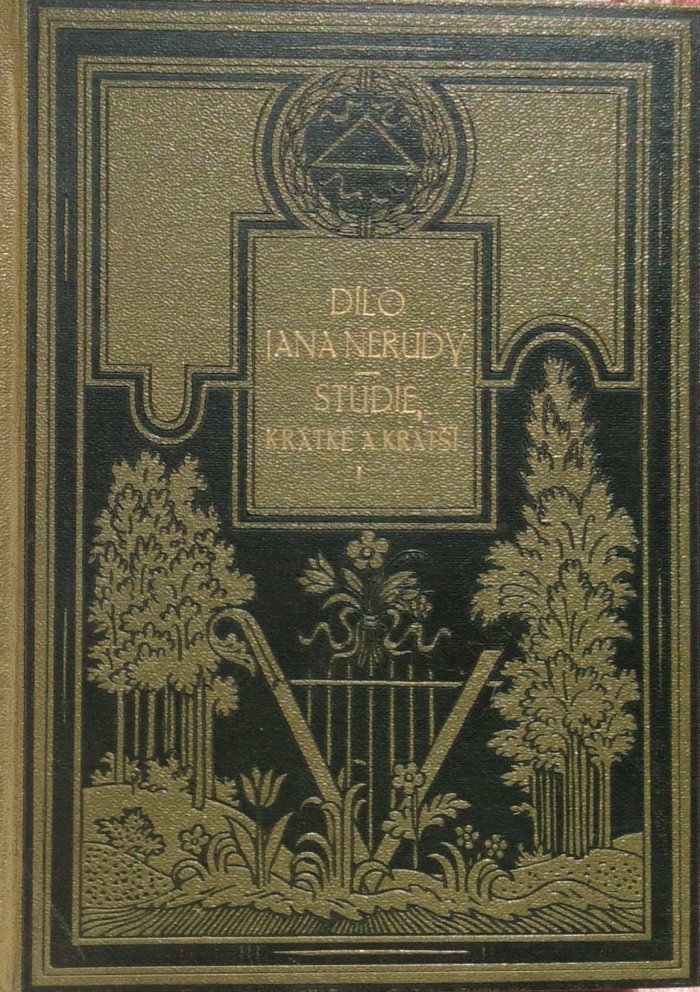 DÍLO
JANA NERUDY
—
STUDIE,
KRÁTKÉ A KRATŠÍ
I